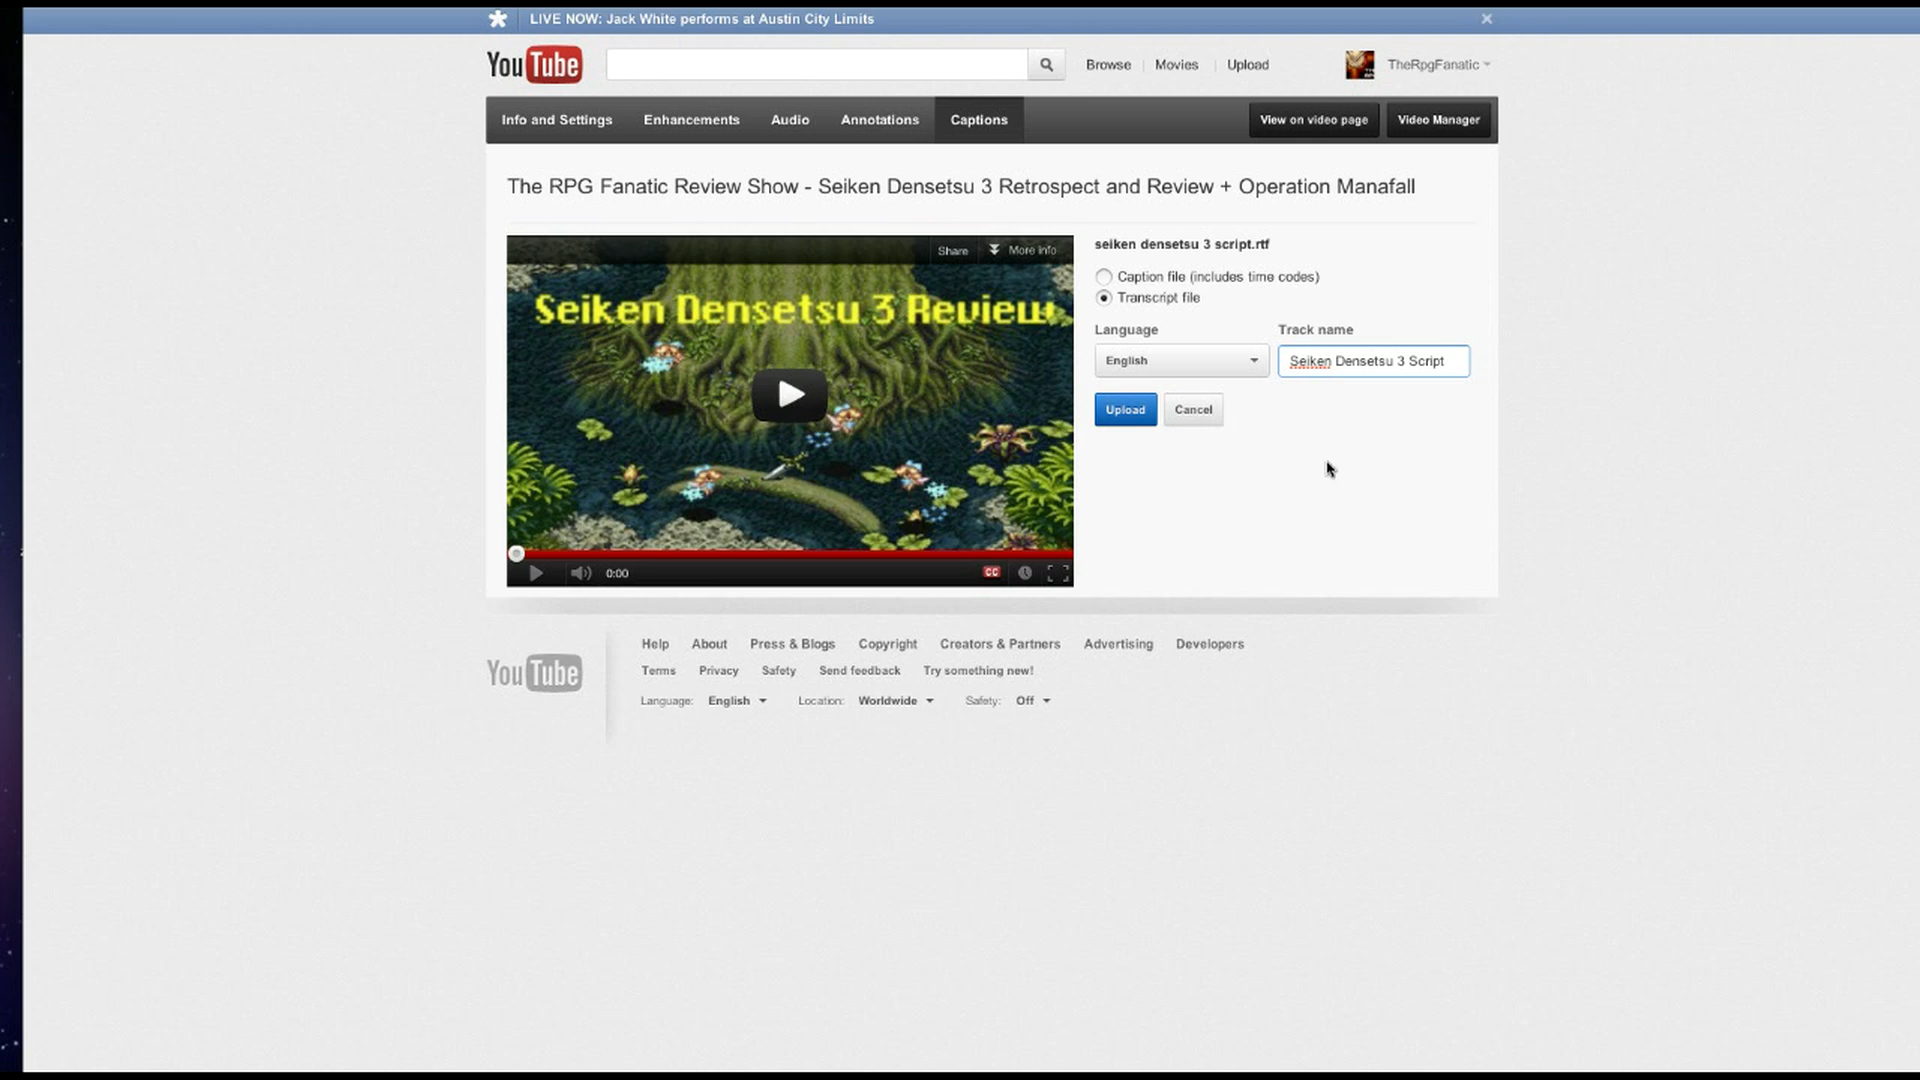 LIVE NOW: Jack White performs at Austin City Limits
YouTube
Browse Movies Upload
TheRpgFanatic
Info and Settings Enhancements Audio Annotations Captions View on video page Video Manager
The RPG Fanatic Review Show - Seiken Densetsu 3 Retrospect and Review + Operation Manafall
Share More info
Seiken Densetsu 3 Review
0:00
CC
seiken densetsu 3 script.rtf
Caption file (includes time codes)
Transcript file
Language Track name
English Seiken Densetsu 3 Script
Upload Cancel
YouTube
Help About Press & Blogs Copyright Creators & Partners Advertising Developers
Terms Privacy Safety Send feedback Try something new!
Language: English Location: Worldwide Safety: Off